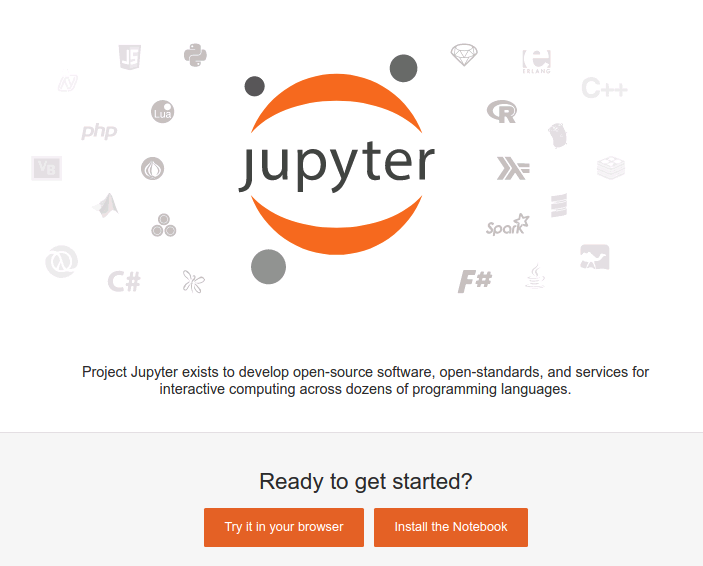 JS
ERLANG
C++
Lua
php
R
VB
jupyter
Spark
C#
F#
Project Jupyter exists to develop open-source software, open-standards, and services for
interactive computing across dozens of programming languages.
Ready to get started?
Try it in your browser
Install the Notebook